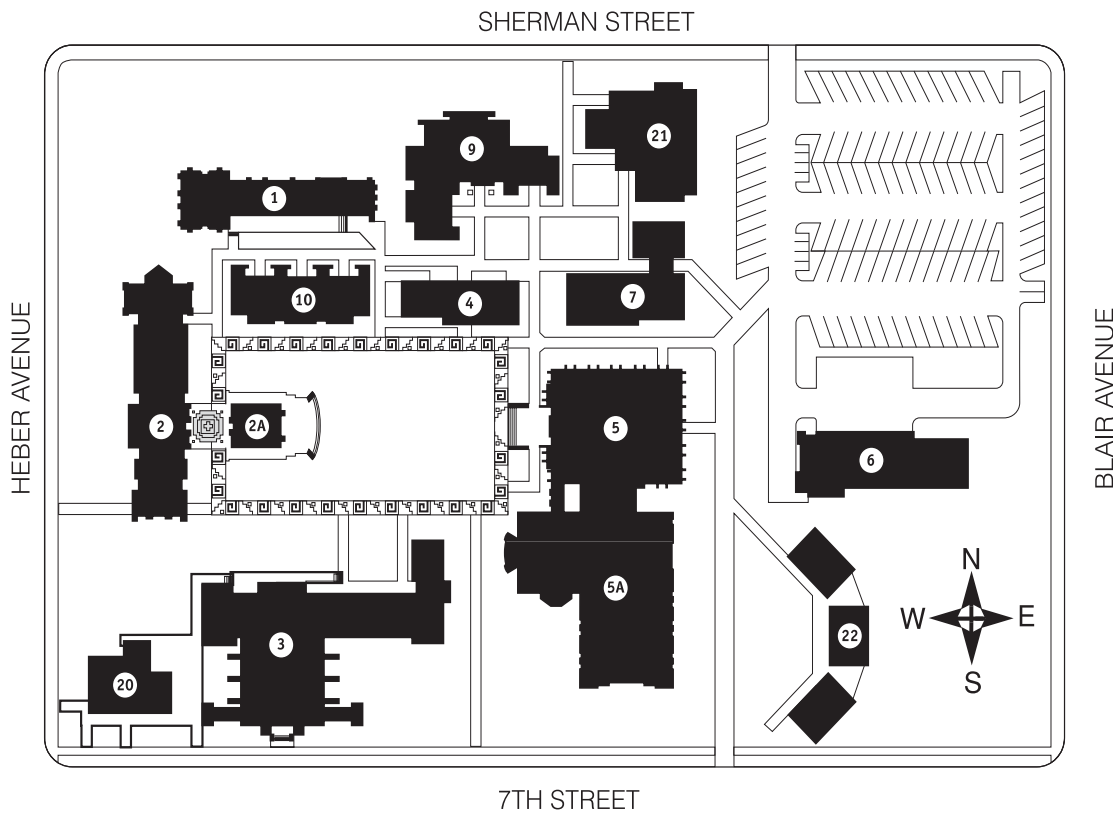 SHERMAN STREET
21
9
1
10
4
7
HEBER AVENUE
BLAIR AVENUE
2
2A
5
6
N
5A
W
E
22
3
S
20
7TH STREET